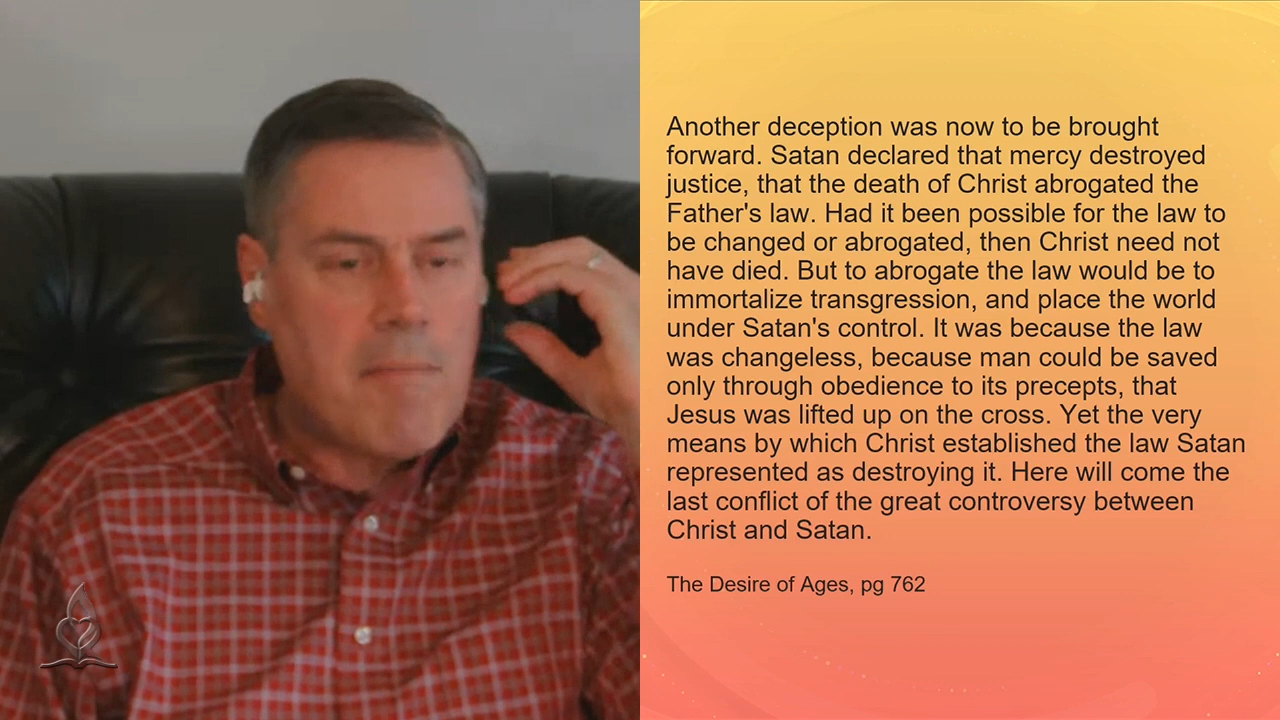 Another deception was now to be brought
forward. Satan declared that mercy destroyed
justice, that the death of Christ abrogated the
Father's law. Had it been possible for the law to
be changed or abrogated, then Christ need not
have died. But to abrogate the law would be to
immortalize transgression, and place the world
under Satan's control. It was because the law
was changeless, because man could be saved
only through obedience to its precepts, that
Jesus was lifted up on the cross. Yet the very
means by which Christ established the law Satan
represented as destroying it. Here will come the
last conflict of the great controversy between
Christ and Satan.
The Desire of Ages, pg 762